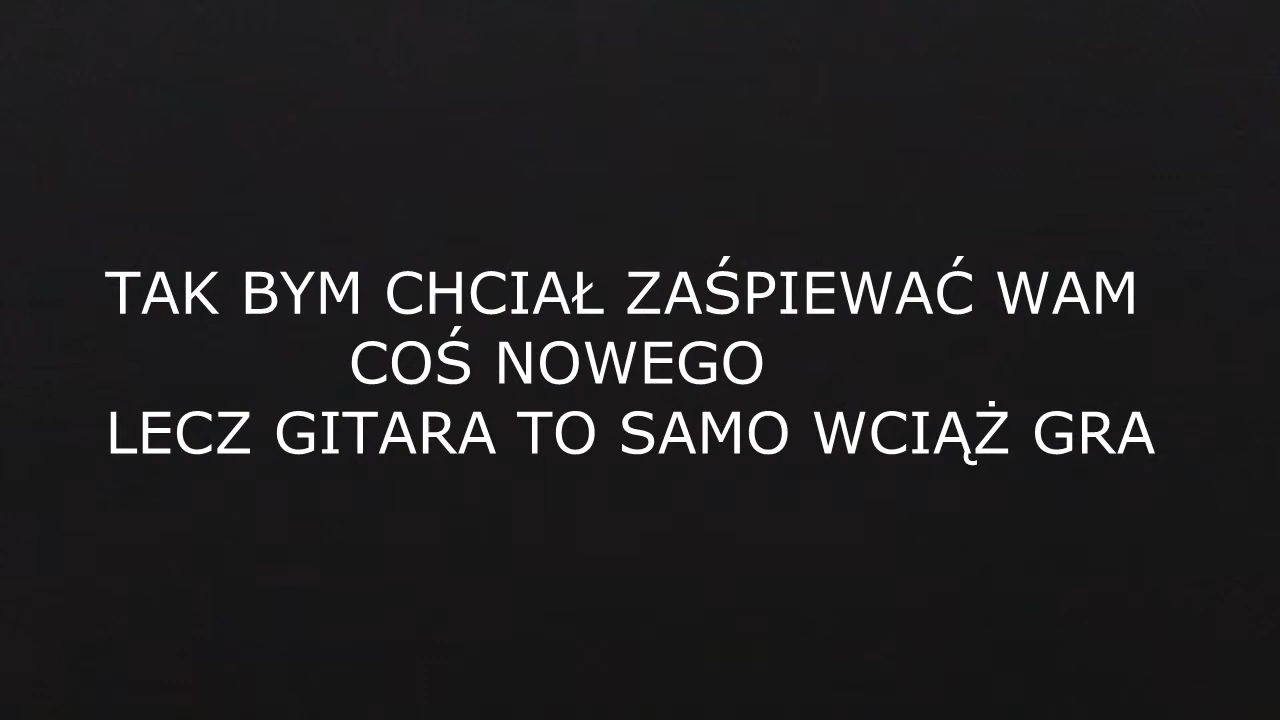 TAK BYM CHCIAŁ ZAŚPIEWAĆ WAM
COŚ NOWEGO
LECZ GITARA TO SAMO WCIĄŻ GRA